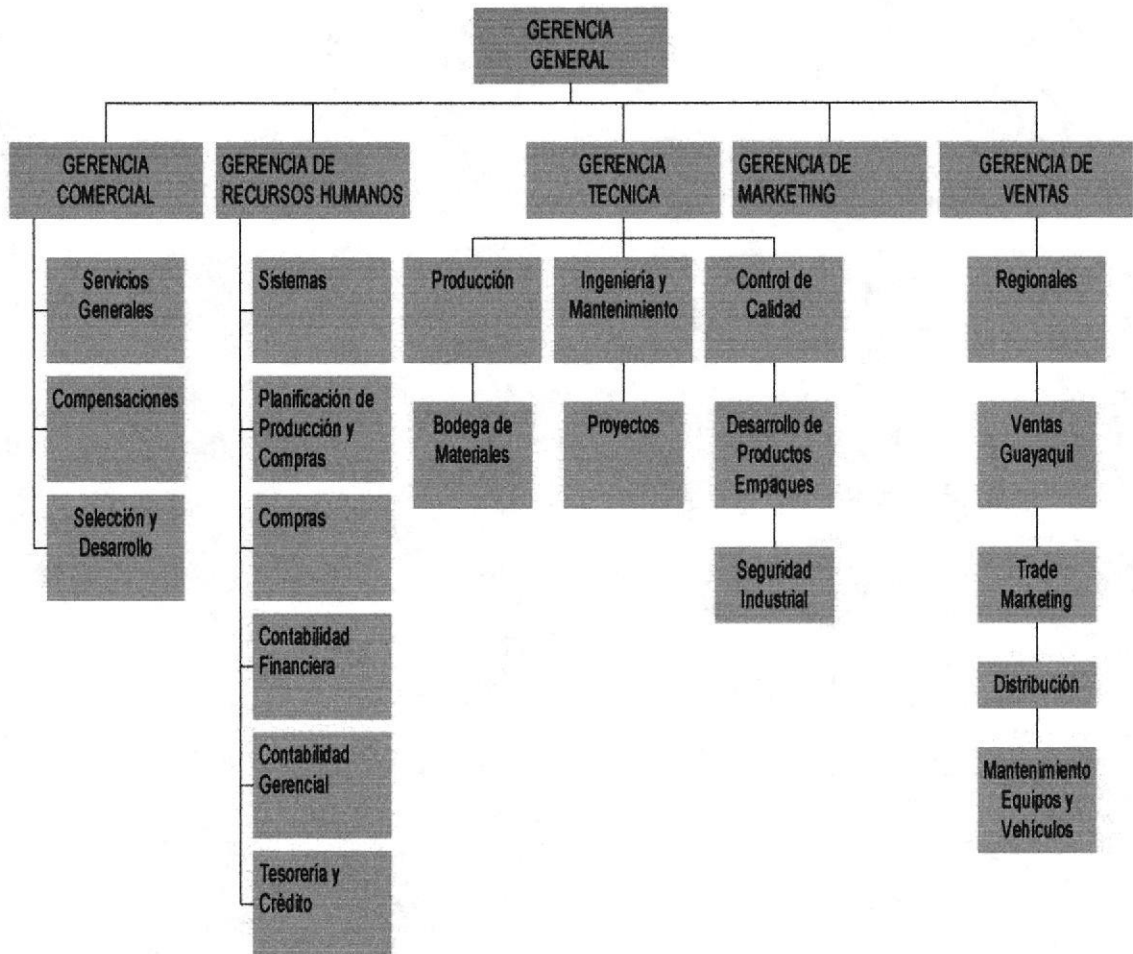 GERENCIA
GENERAL
GERENCIA
COMERCIAL
GERENCIA DE
RECURSOS HUMANOS
GERENCIA
TECNICA
GERENCIA DE
MARKETING
GERENCIA DE
VENTAS
Servicios
Generales
Compensaciones
Selección y
Desarrollo
Sistemas
Planificación de
Producción y
Compras
Compras
Contabilidad
Financiera
Contabilidad
Gerencial
Tesorería y
Crédito
Producción
Bodega de
Materiales
Ingeniería y
Mantenimiento
Proyectos
Control de
Calidad
Desarrollo de
Productos
Empaques
Seguridad
Industrial
Regionales
Ventas
Guayaquil
Trade
Marketing
Distribución
Mantenimiento
Equipos y
Vehículos